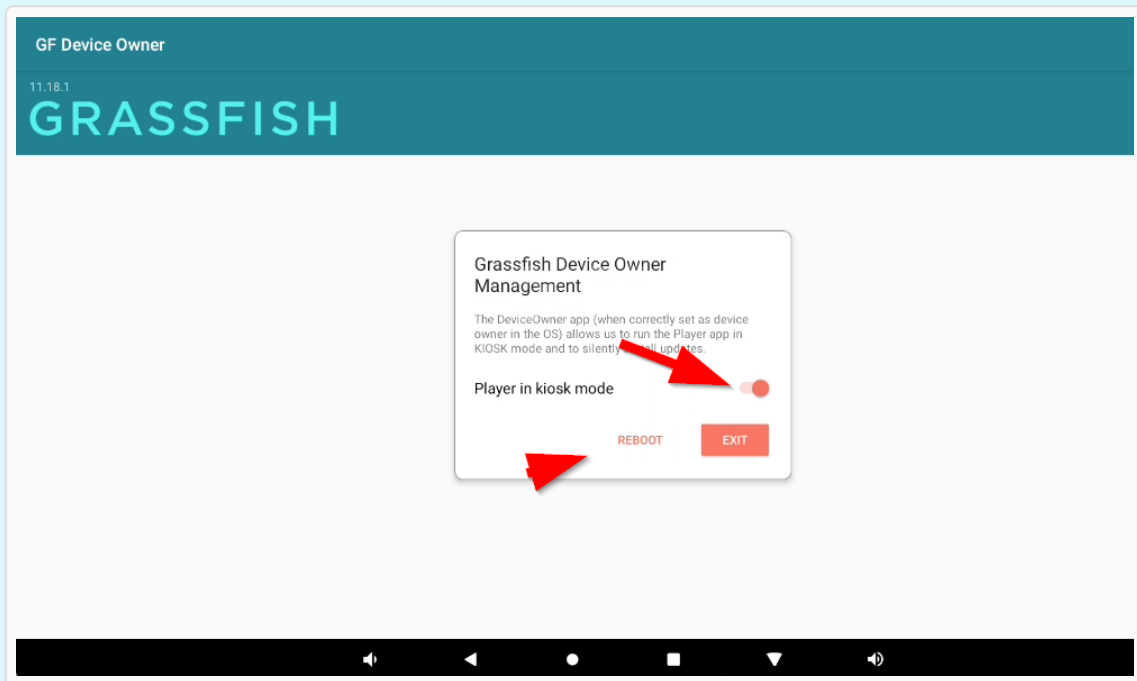 GF Device Owner
11.18.1
GRASSFISH
Grassfish Device Owner
Management
The DeviceOwner app (when correctly set as device
owner in the OS) allows us to run the Player app in
KIOSK mode and to silently install updates.
Player in kiosk mode
REBOOT EXIT